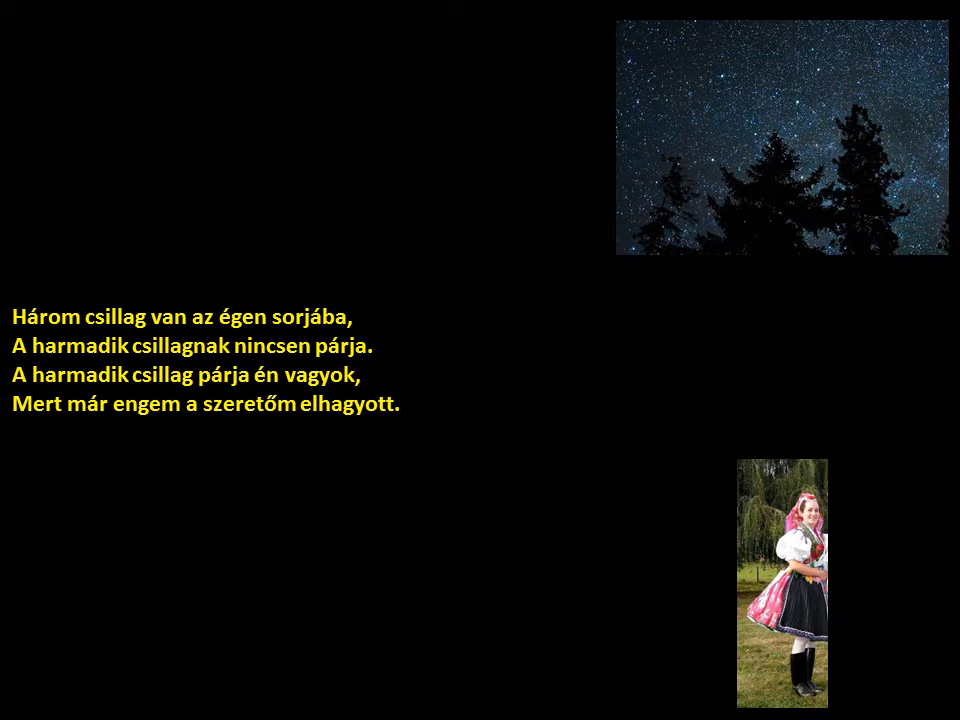 Három csillag van az égen sorjába,
A harmadik csillagnak nincsen párja.
A harmadik csillag párja én vagyok,
Mert már engem a szeretőm elhagyott.